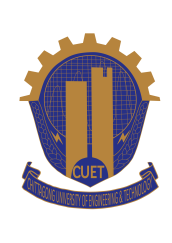 CUET
CHITTAGONG UNIVERSITY OF ENGINEERING & TECHNOLOGY